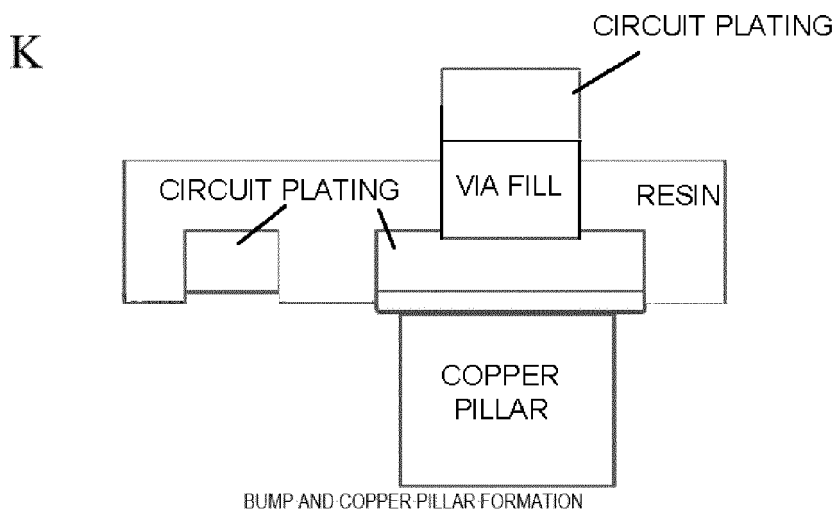 CIRCUIT PLATING
K
CIRCUIT PLATING
VIA FILL
RESIN
COPPER
PILLAR
BUMP AND COPPER PILLAR FORMATION